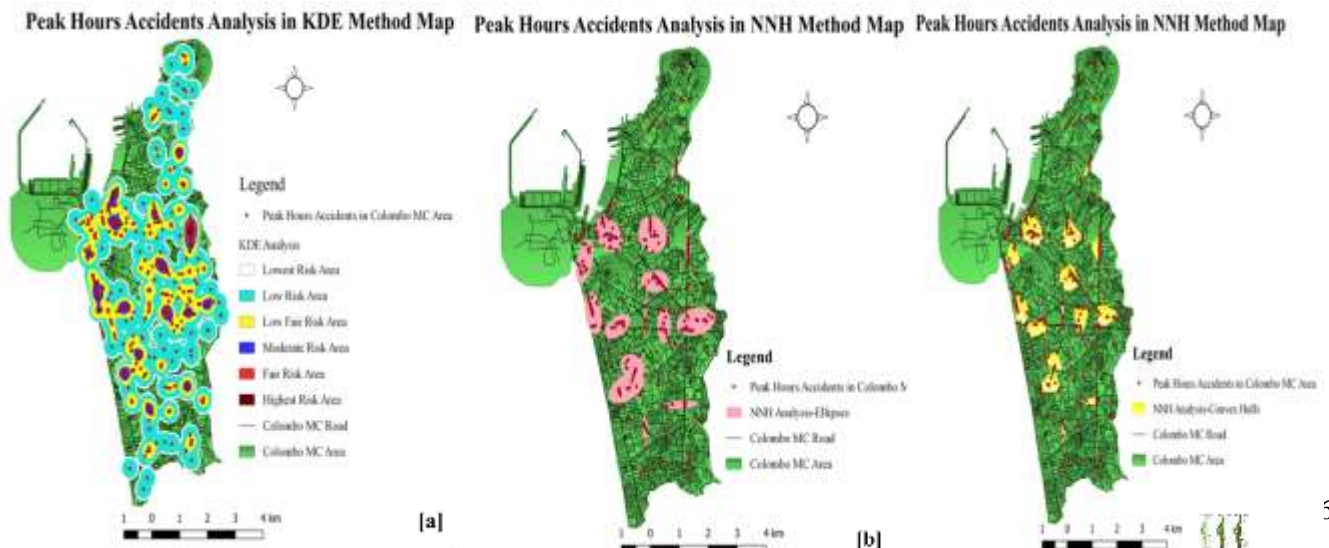 Peak Hours Accidents Analysis in KDE Method Map
Legend
Peak Hours Accidents in Colombo MC Area
KDE Analysis
Lowest Risk Area
Low Risk Area
Low Fair Risk Area
Moderate Risk Area
Fair Risk Area
Highest Risk Area
Colombo MC Road
Colombo MC Area
1 0 1 2 3 4 km
[a]
Peak Hours Accidents Analysis in NNH Method Map
Legend
Peak Hours Accidents in Colombo M
NNH Analysis-Ellipses
Colombo MC Road
Colombo MC Area
1 0 1 2 3 4 km
[b]
Peak Hours Accidents Analysis in NNH Method Map
Legend
Peak Hours Accidents in Colombo MC Area
NNH Analysis-Convex Hulls
Colombo MC Road
Colombo MC Area
1 0 1 2 3 4 km